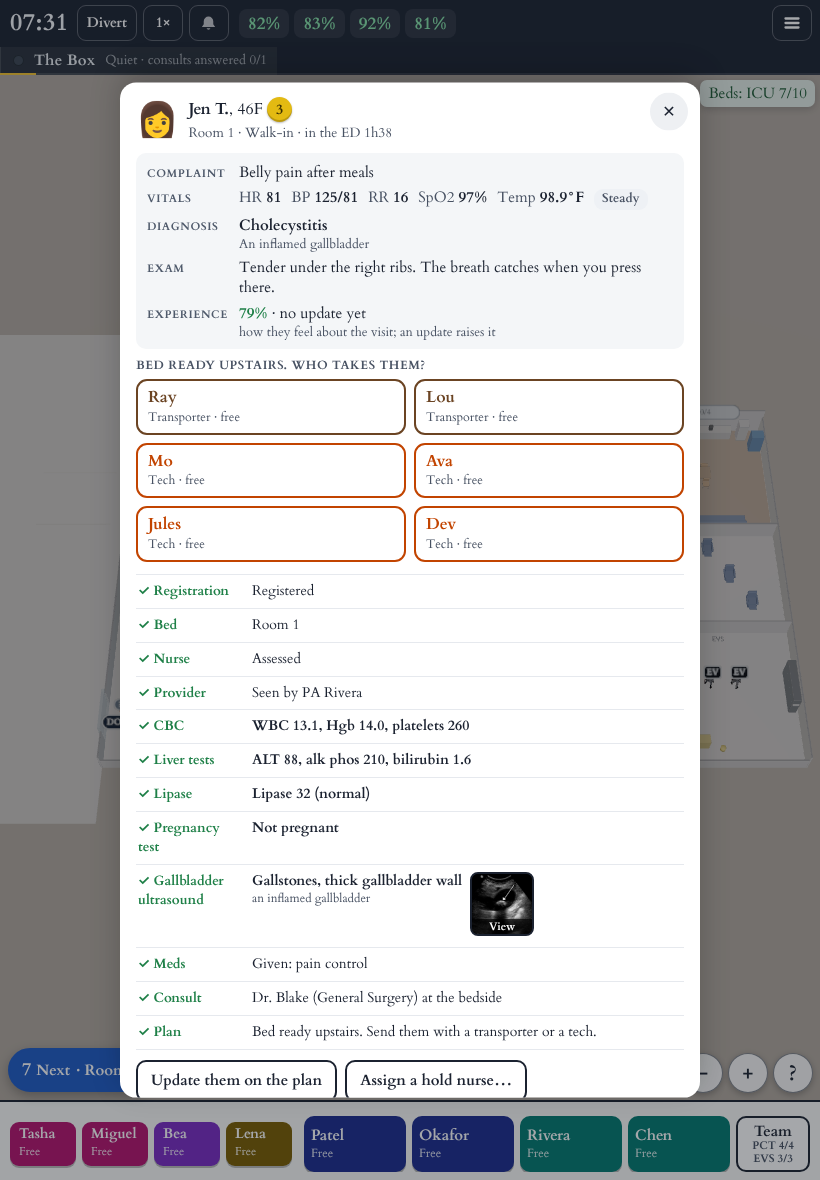 07:31
Divert
1×
82%
83%
92%
81%
The Box
Quiet · consults answered 0/1
Beds: ICU 7/10
Jen T., 46F
3
Room 1 · Walk-in · in the ED 1h38
×
COMPLAINT Belly pain after meals
VITALS HR 81 BP 125/81 RR 16 SpO2 97% Temp 98.9°F Steady
DIAGNOSIS Cholecystitis
An inflamed gallbladder
EXAM Tender under the right ribs. The breath catches when you press
there.
EXPERIENCE 79% · no update yet
how they feel about the visit; an update raises it
BED READY UPSTAIRS. WHO TAKES THEM?
Ray
Transporter · free
Lou
Transporter · free
Mo
Tech · free
Ava
Tech · free
Jules
Tech · free
Dev
Tech · free
✓ Registration Registered
✓ Bed Room 1
✓ Nurse Assessed
✓ Provider Seen by PA Rivera
✓ CBC WBC 13.1, Hgb 14.0, platelets 260
✓ Liver tests ALT 88, alk phos 210, bilirubin 1.6
✓ Lipase Lipase 32 (normal)
✓ Pregnancy
test
Not pregnant
✓ Gallbladder
ultrasound
Gallstones, thick gallbladder wall
an inflamed gallbladder
View
✓ Meds Given: pain control
✓ Consult Dr. Blake (General Surgery) at the bedside
✓ Plan Bed ready upstairs. Send them with a transporter or a tech.
Update them on the plan
Assign a hold nurse...
EV
EV
DO
7 Next · Room
−
+
?
Tasha
Free
Miguel
Free
Bea
Free
Lena
Free
Patel
Free
Okafor
Free
Rivera
Free
Chen
Free
Team
PCT 4/4
EVS 3/3